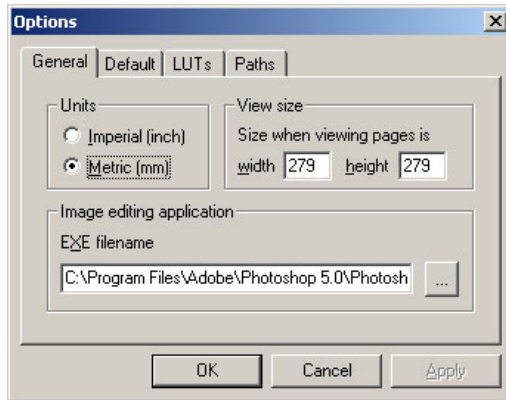 Options
General Default LUTs Paths
Units
Imperial (inch)
Metric (mm)
View size
Size when viewing pages is
width 279 height 279
Image editing application
EXE filename
C:\Program Files\Adobe\Photoshop 5.0\Photosh
...
OK Cancel Apply